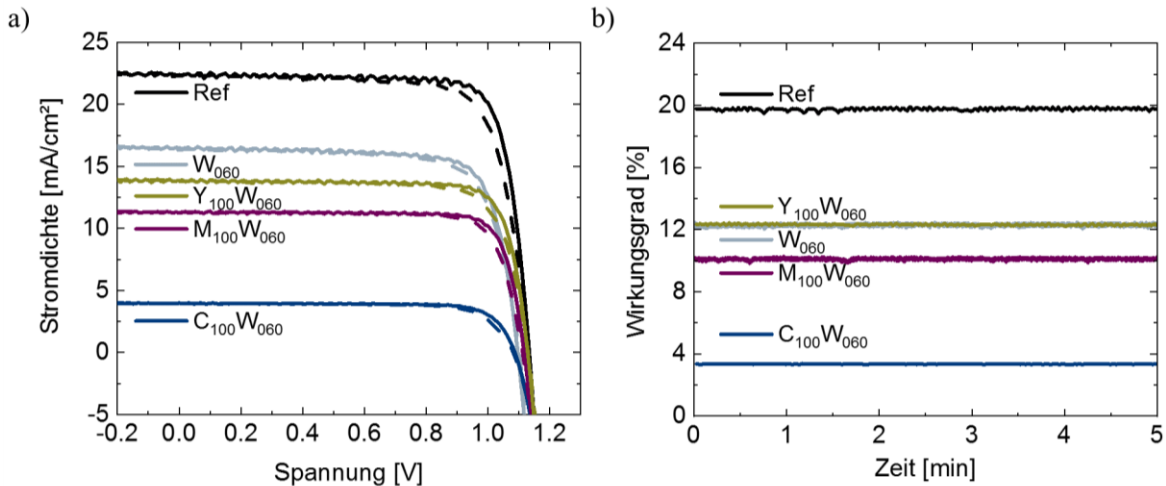 a)
25
20
15
10
5
0
-5
Stromdichte [mA/cm²]
Ref
W₀₆₀
Y₁₀₀W₀₆₀
M₁₀₀W₀₆₀
C₁₀₀W₀₆₀
-0.2 0.0 0.2 0.4 0.6 0.8 1.0 1.2
Spannung [V]
b)
24
20
16
12
8
4
0
Wirkungsgrad [%]
Ref
Y₁₀₀W₀₆₀
W₀₆₀
M₁₀₀W₀₆₀
C₁₀₀W₀₆₀
0 1 2 3 4 5
Zeit [min]